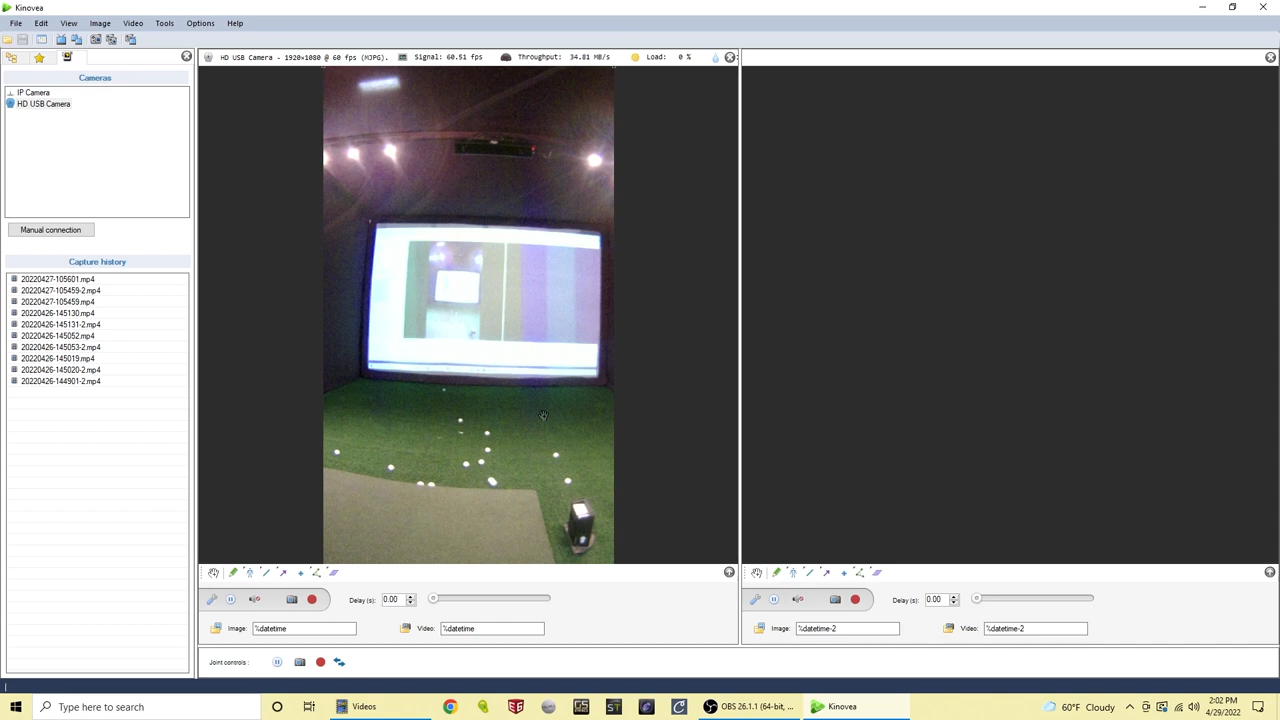 Kinovea
File Edit View Image Video Tools Options Help
HD USB Camera - 1920×1080 @ 60 fps (MJPG). Signal: 60.51 fps Throughput: 34.81 MB/s Load: 0 %
Cameras
IP Camera
HD USB Camera
Manual connection
Capture history
20220427-105601.mp4
20220427-105459-2.mp4
20220427-105459.mp4
20220426-145130.mp4
20220426-145131-2.mp4
20220426-145052.mp4
20220426-145053-2.mp4
20220426-145019.mp4
20220426-145020-2.mp4
20220426-144901-2.mp4
Delay (s): 0.00
Image: %datetime Video: %datetime
Delay (s): 0.00
Image: %datetime-2 Video: %datetime-2
Joint controls :
Type here to search
Videos
GS
ST
OBS 26.1.1 (64-bit, ...
Kinovea
60°F Cloudy
2:02 PM
4/29/2022